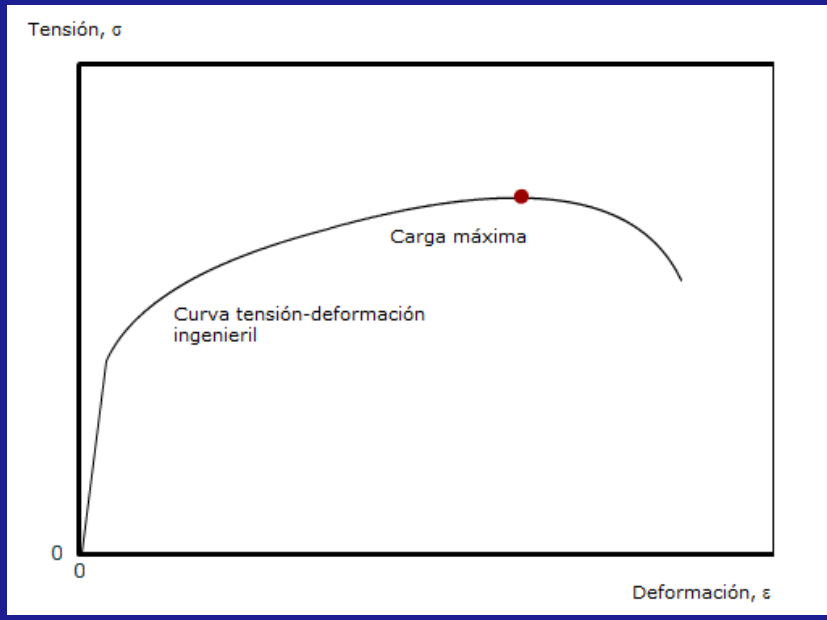 Tensión, σ
Carga máxima
Curva tensión-deformación
ingenieril
0
0
Deformación, ε